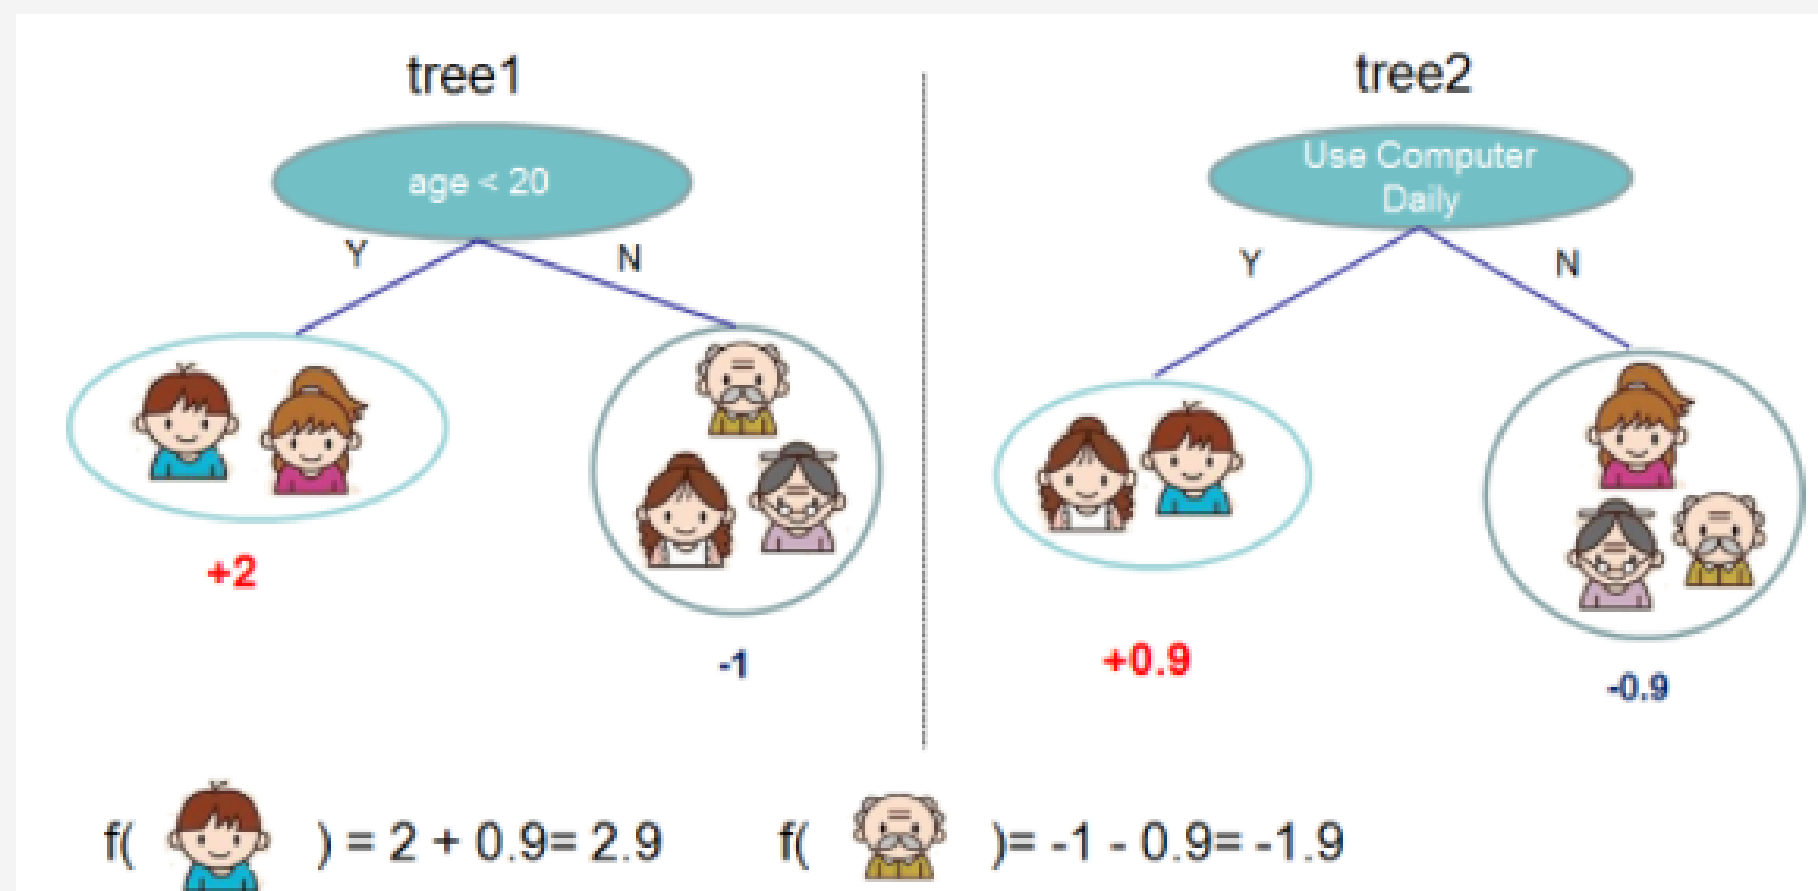 tree1
age < 20
Y
N
+2
-1
tree2
Use Computer
Daily
Y
N
+0.9
-0.9
f( ) = 2 + 0.9= 2.9
f( )= -1 - 0.9= -1.9